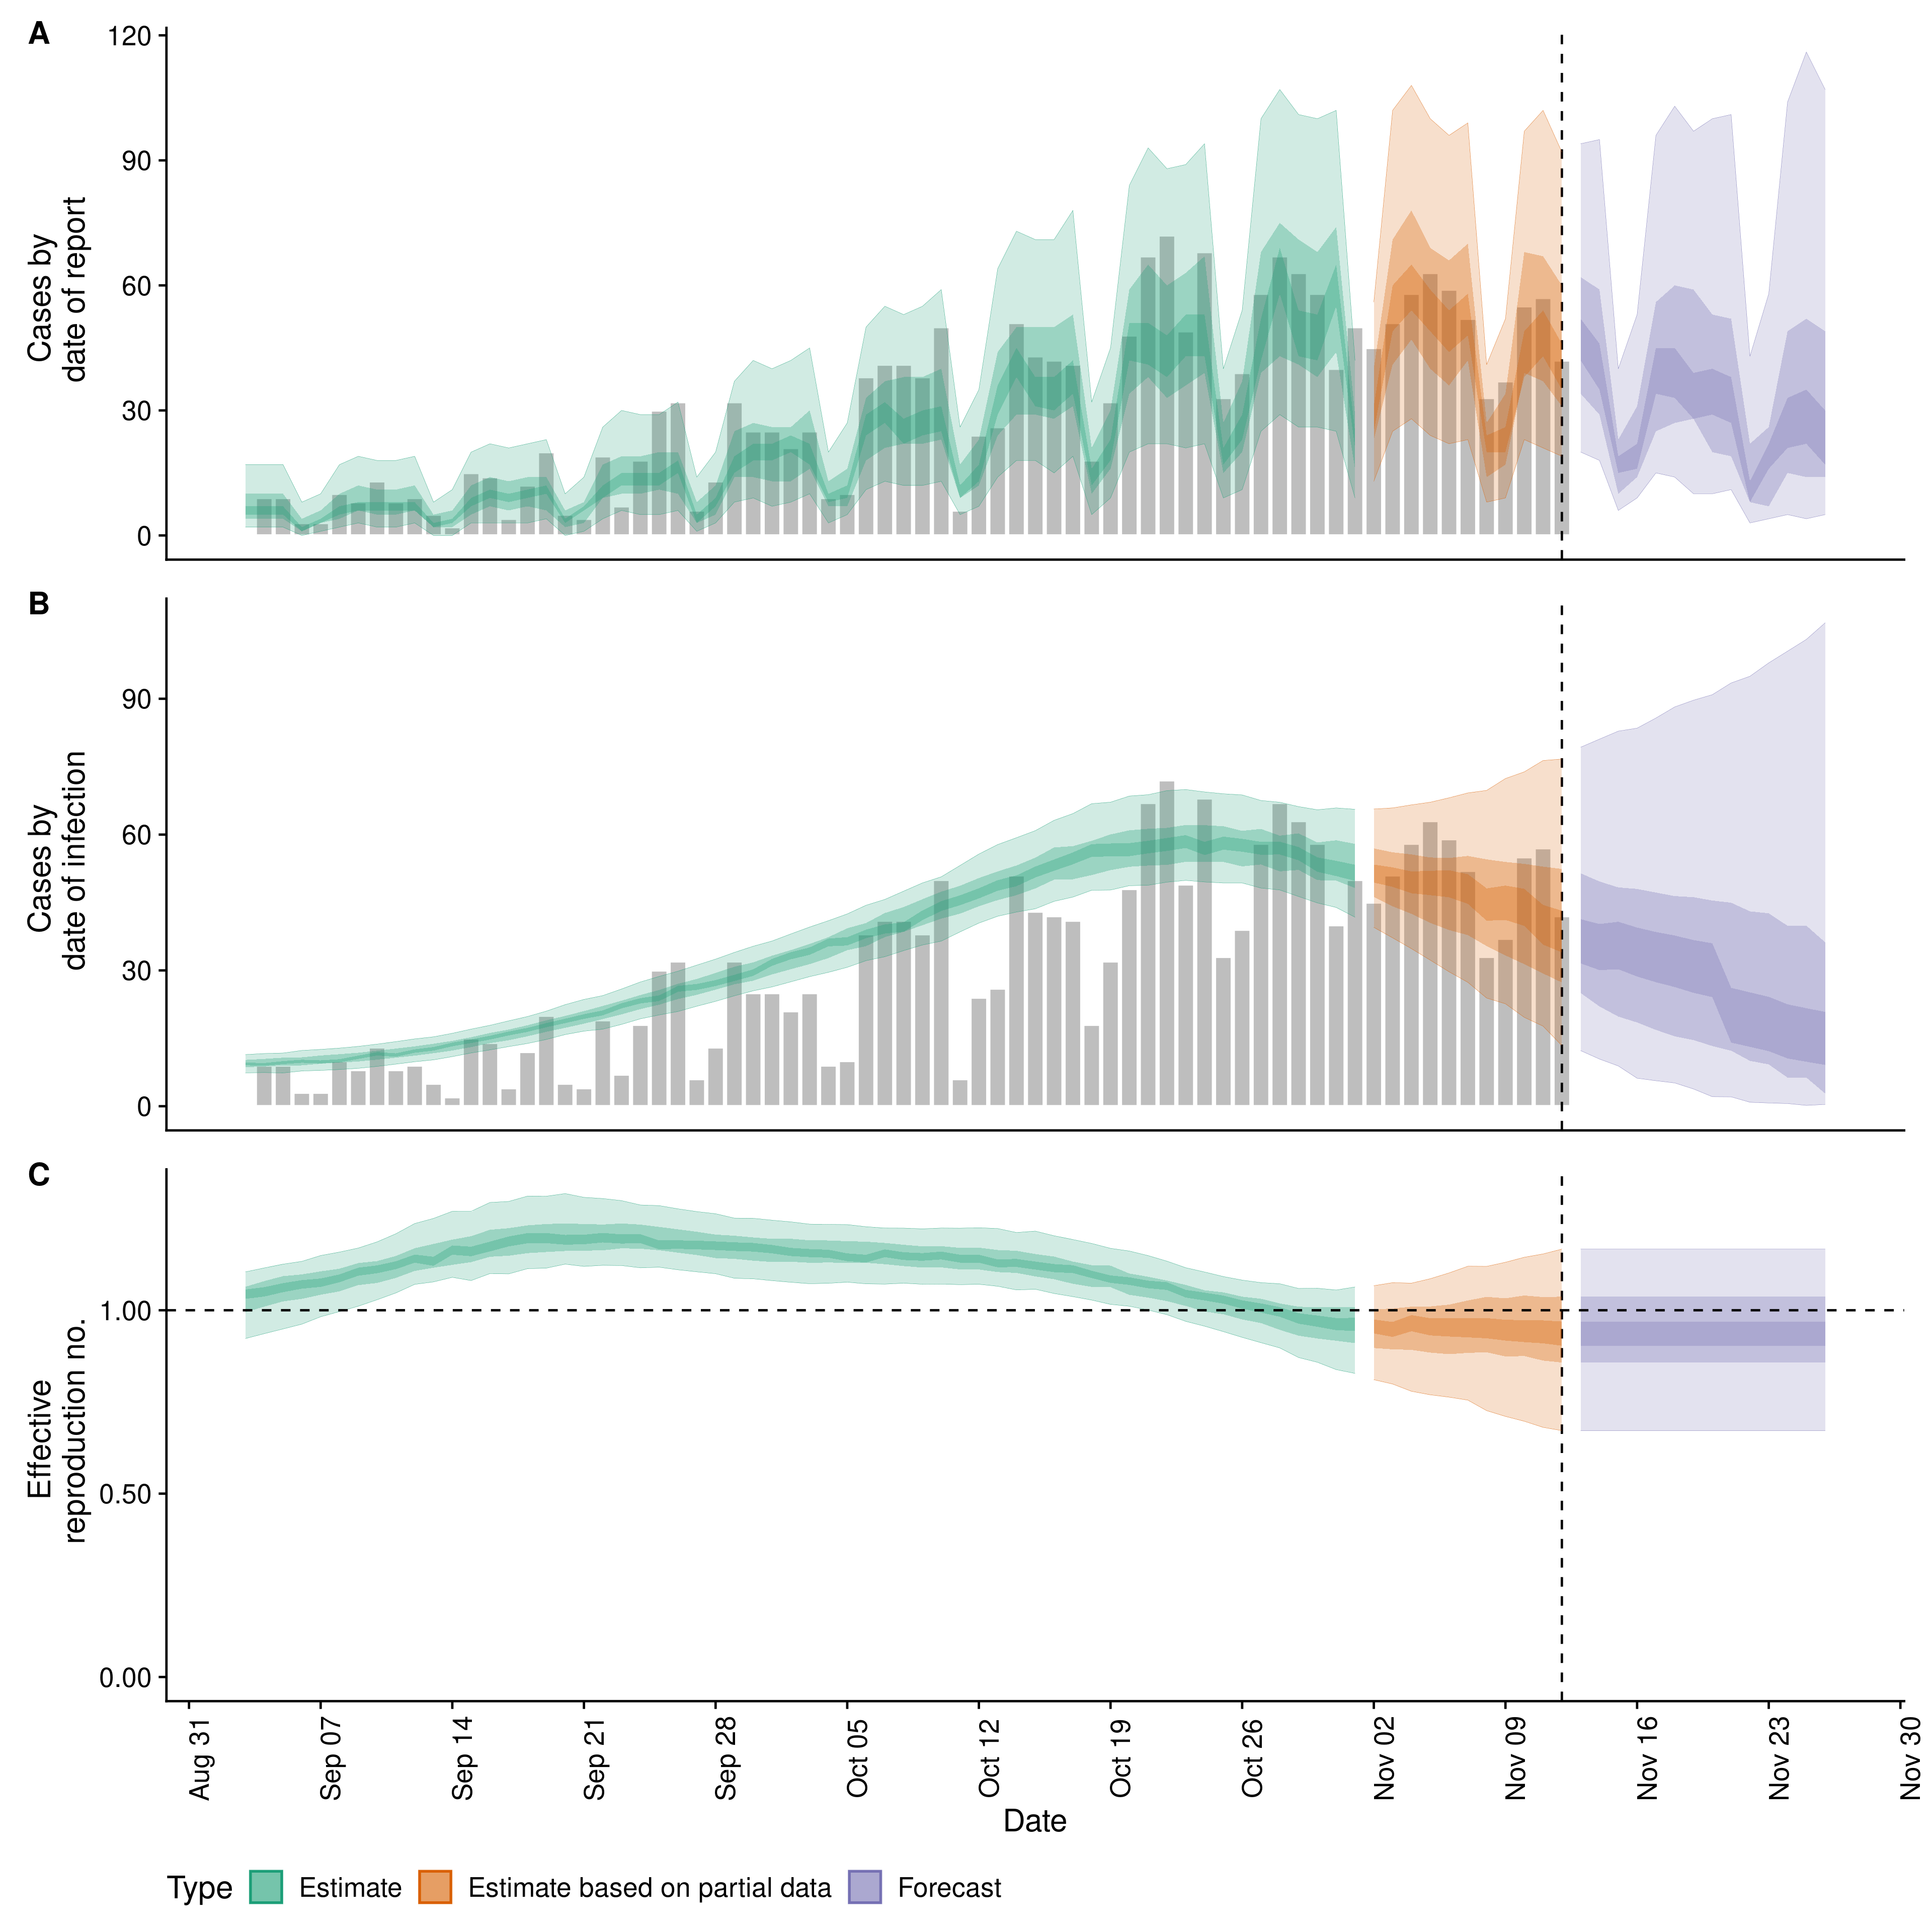 A
Cases by
date of report
120
90
60
30
0
B
Cases by
date of infection
90
60
30
0
C
Effective
reproduction no.
1.00
0.50
0.00
Aug 31
Sep 07
Sep 14
Sep 21
Sep 28
Oct 05
Oct 12
Oct 19
Oct 26
Nov 02
Nov 09
Nov 16
Nov 23
Nov 30
Date
Type Estimate Estimate based on partial data Forecast